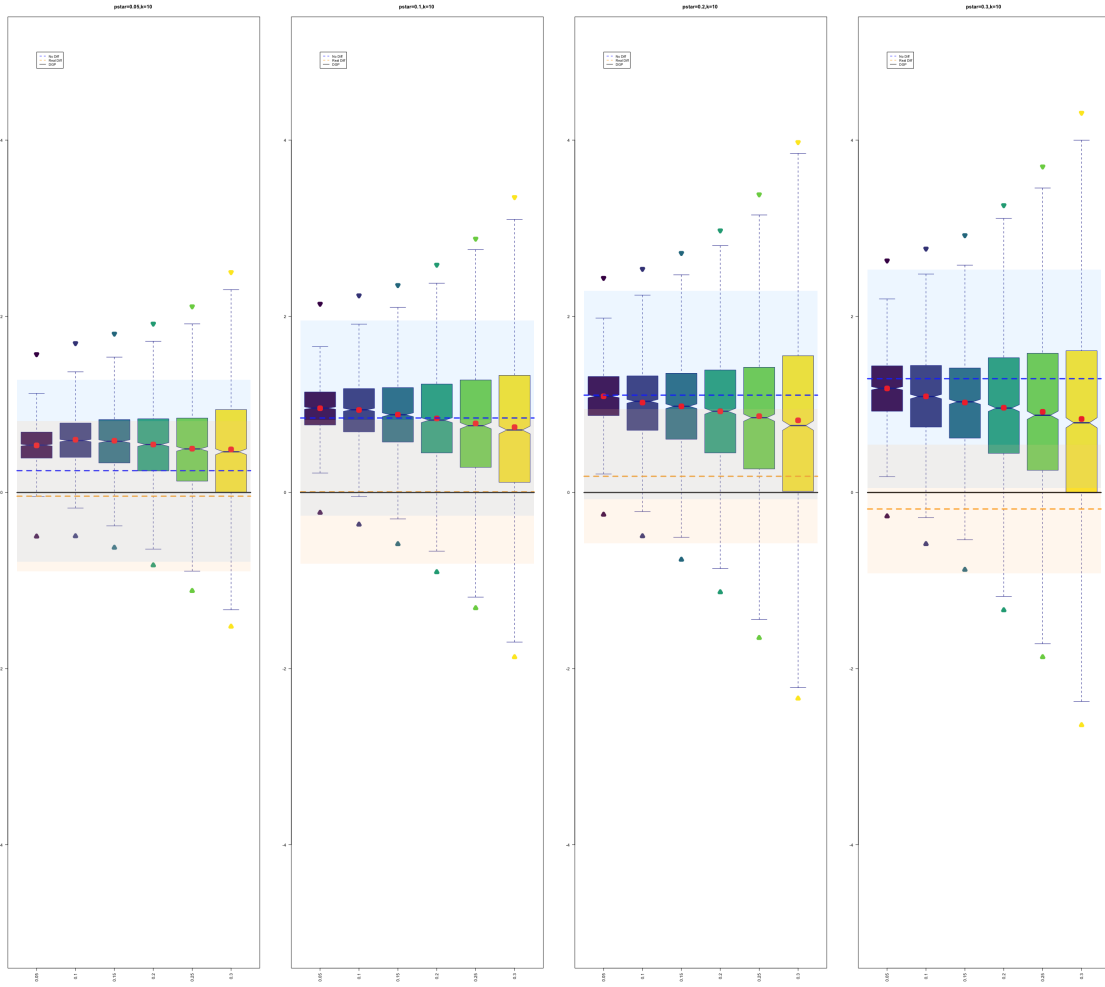 pstar=0.05,k=10
No Diff
Real Diff
DGP
4
2
0
-2
-4
0.05
0.1
0.15
0.2
0.25
0.3
pstar=0.1,k=10
No Diff
Real Diff
DGP
4
2
0
-2
-4
0.05
0.1
0.15
0.2
0.25
0.3
pstar=0.2,k=10
No Diff
Real Diff
DGP
4
2
0
-2
-4
0.05
0.1
0.15
0.2
0.25
0.3
pstar=0.3,k=10
No Diff
Real Diff
DGP
4
2
0
-2
-4
0.05
0.1
0.15
0.2
0.25
0.3